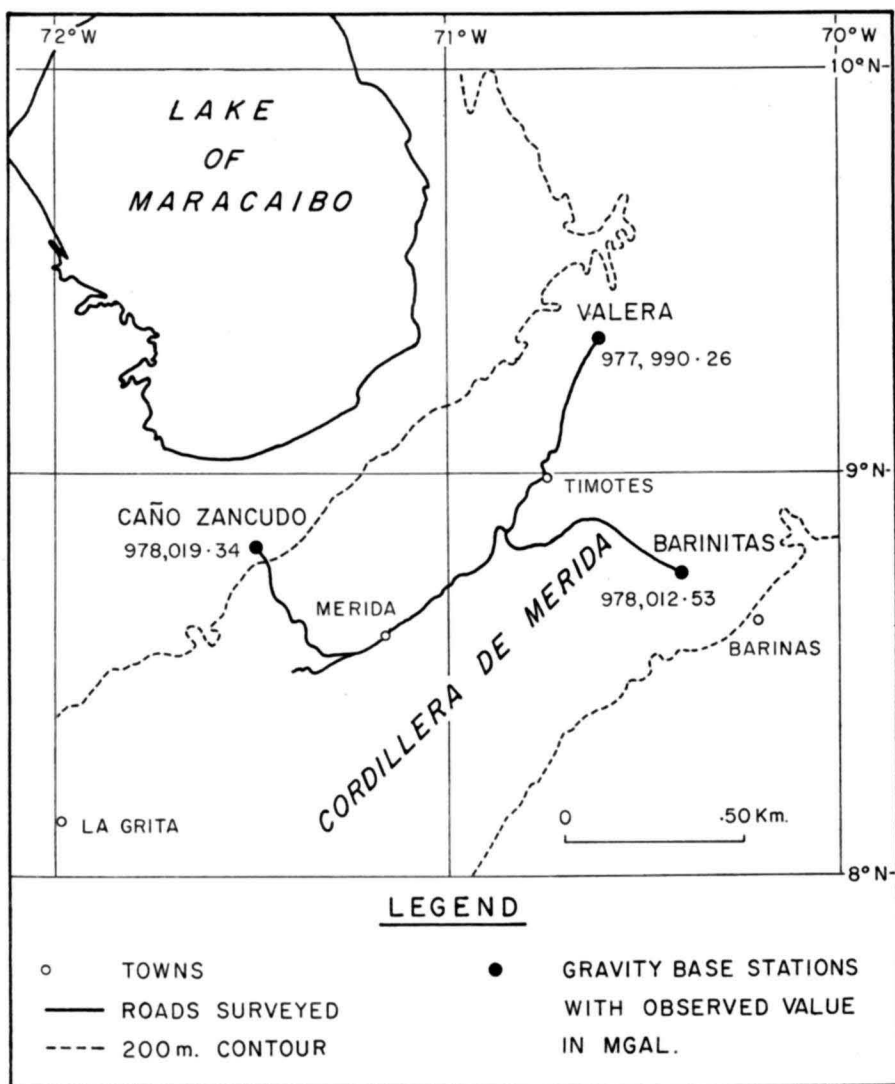 72°W
71°W
70°W
10°N
LAKE
OF
MARACAIBO
VALERA
977, 990·26
9°N
TIMOTES
CAÑO ZANCUDO
978,019·34
BARINITAS
978,012·53
MERIDA
BARINAS
CORDILLERA DE MERIDA
LA GRITA
0 ·50 Km.
8°N
LEGEND
TOWNS
ROADS SURVEYED
200 m. CONTOUR
GRAVITY BASE STATIONS
WITH OBSERVED VALUE
IN MGAL.